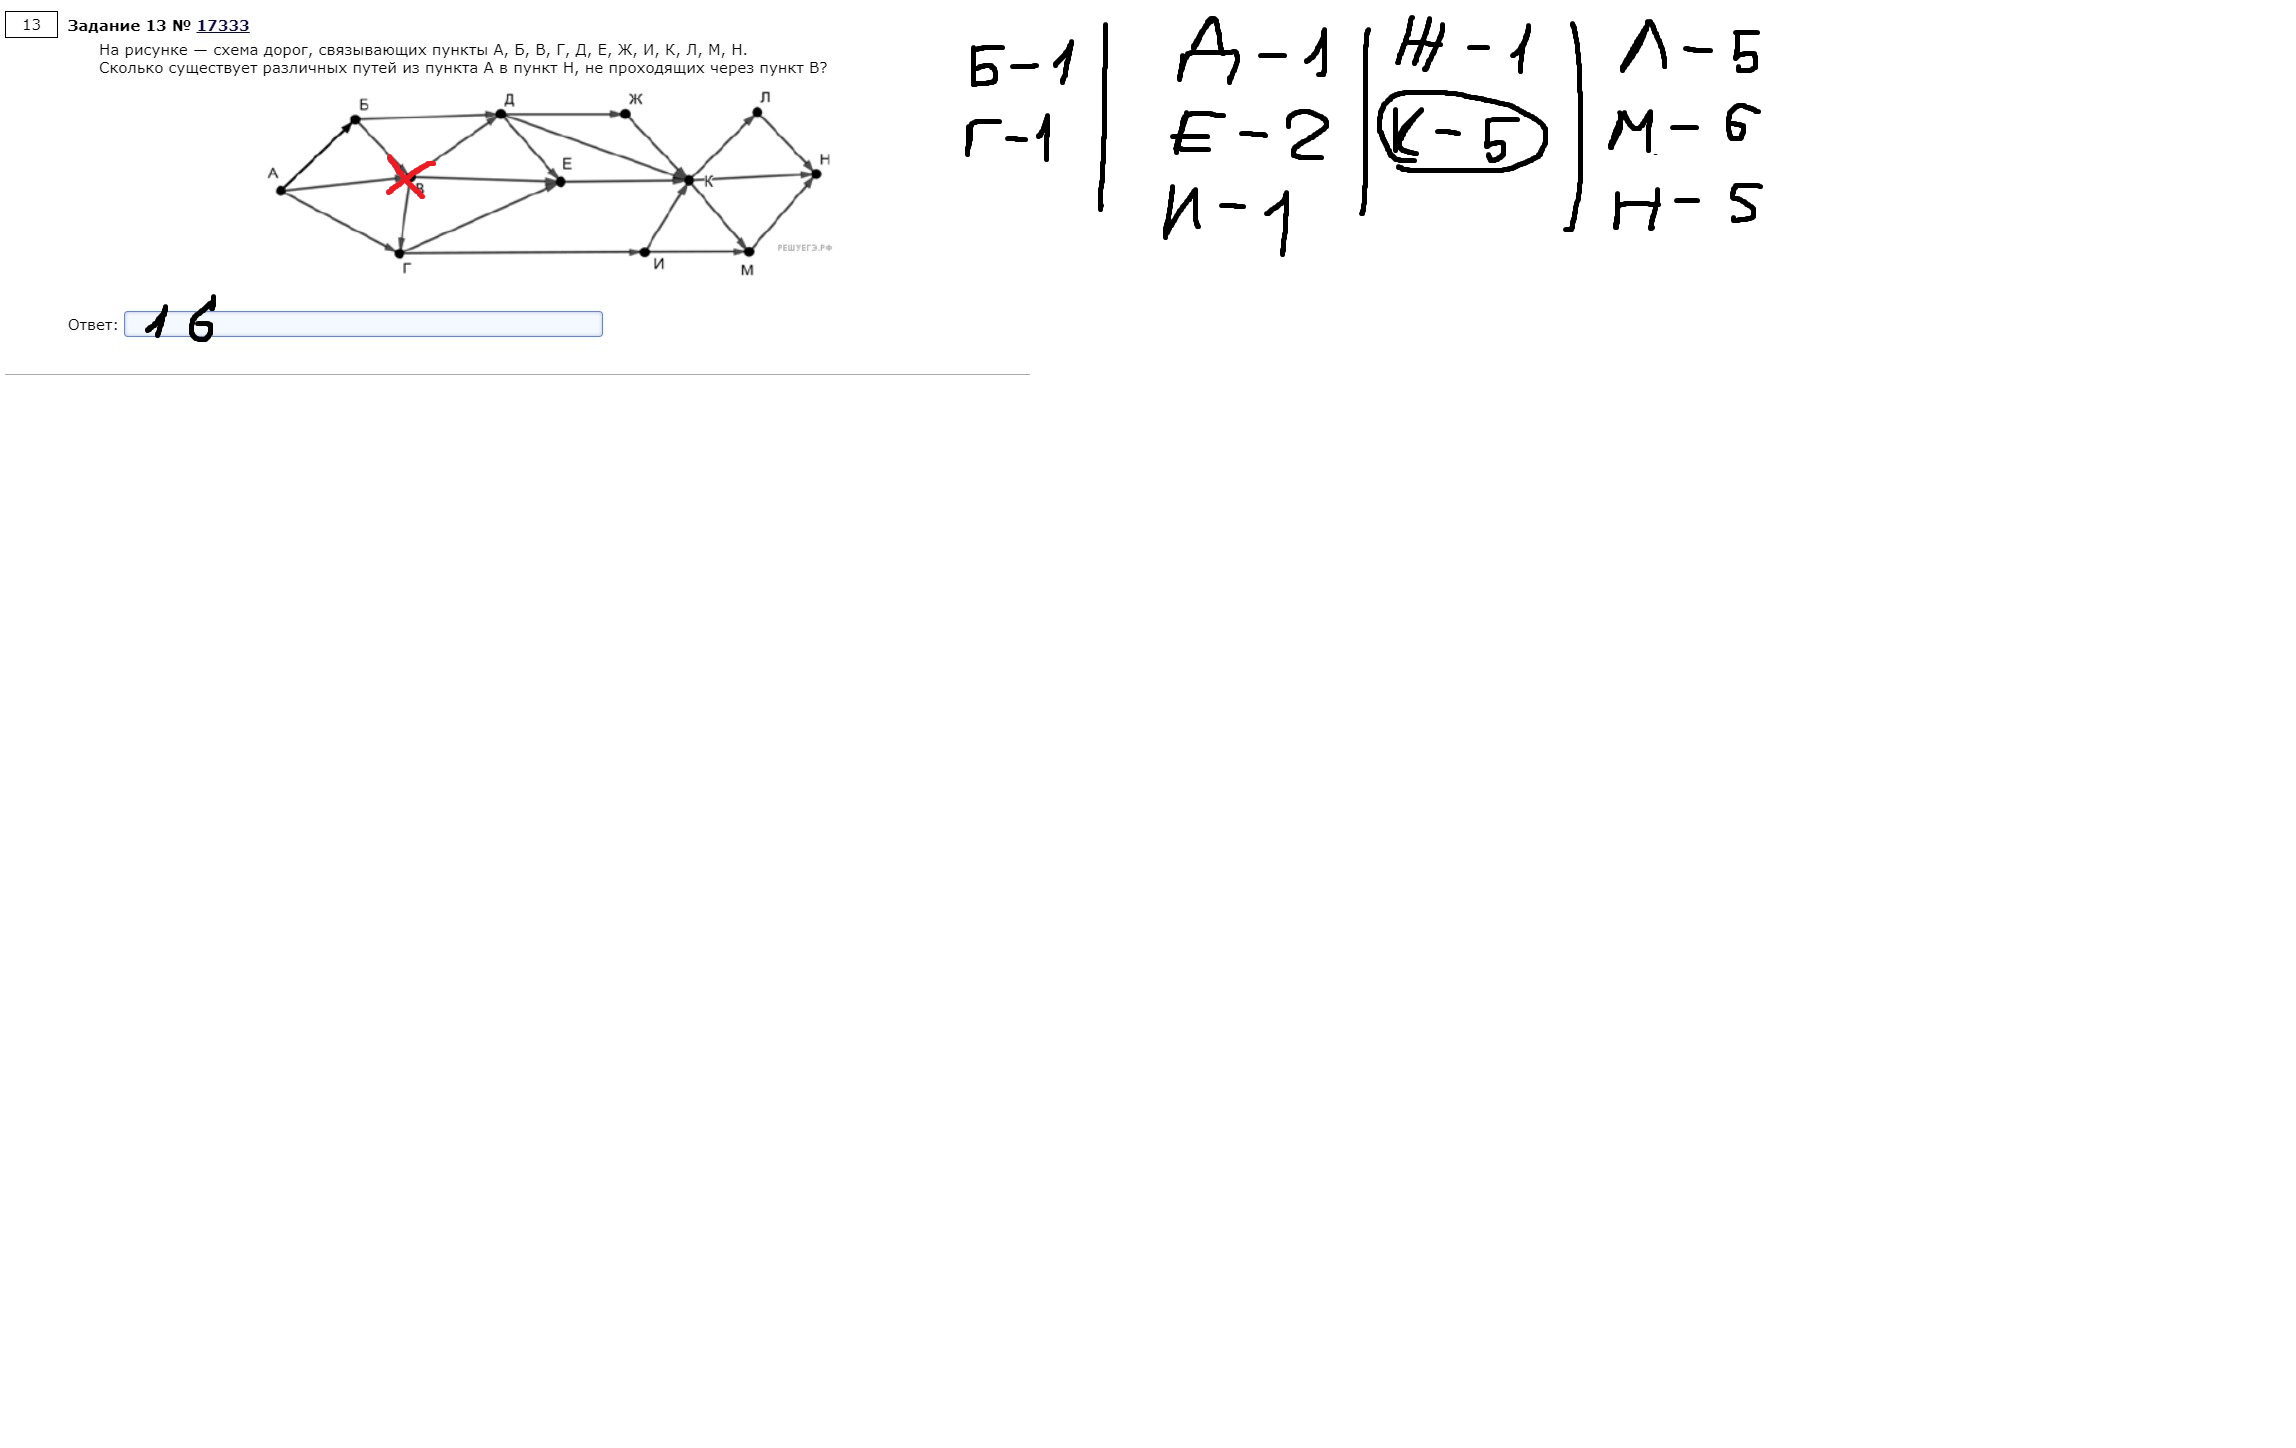 13
Задание 13 № 17333
На рисунке — схема дорог, связывающих пункты А, Б, В, Г, Д, Е, Ж, И, К, Л, М, Н.
Сколько существует различных путей из пункта А в пункт Н, не проходящих через пункт В?
Б
Д
Ж
Л
А
В
Е
К
Н
Г
И
М
РЕШУЕГЭ.РФ
Ответ: 16
Б - 1
Г - 1
Д - 1
Е - 2
И - 1
Ж - 1
К - 5
Л - 5
М - 6
Н - 5